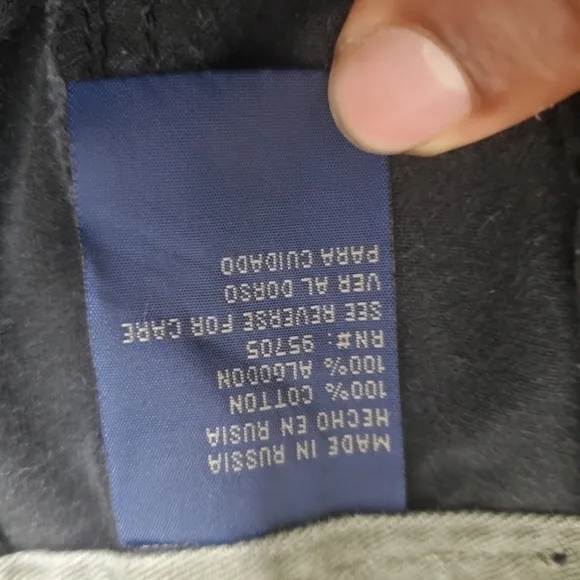 MADE IN RUSSIA
HECHO EN RUSIA
100% COTTON
100% ALGODON
RN#: 95705
SEE REVERSE FOR CARE
VER AL DORSO
PARA CUIDADO